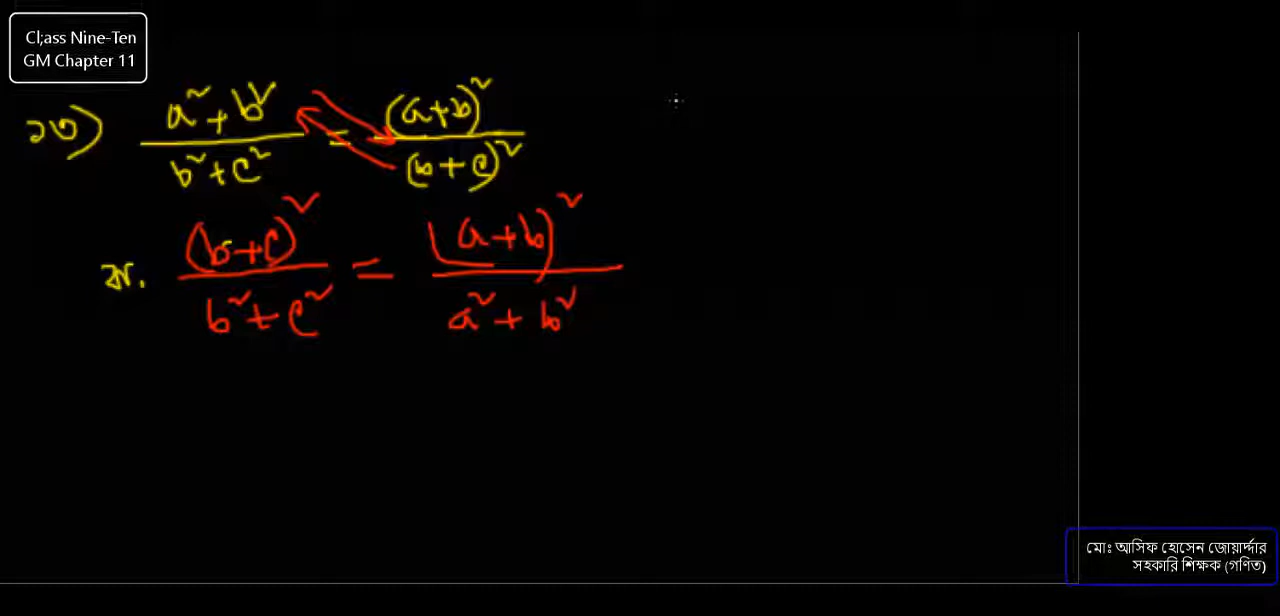 Cl;ass Nine-Ten
GM Chapter 11
১৩) (a² + b²)/(b² + c²) = (a+b)²/(b+c)²
বা. (b+c)²/(b² + c²) = (a+b)²/(a² + b²)
মোঃ আসিফ হোসেন জোয়ার্দ্দার
সহকারি শিক্ষক (গণিত)